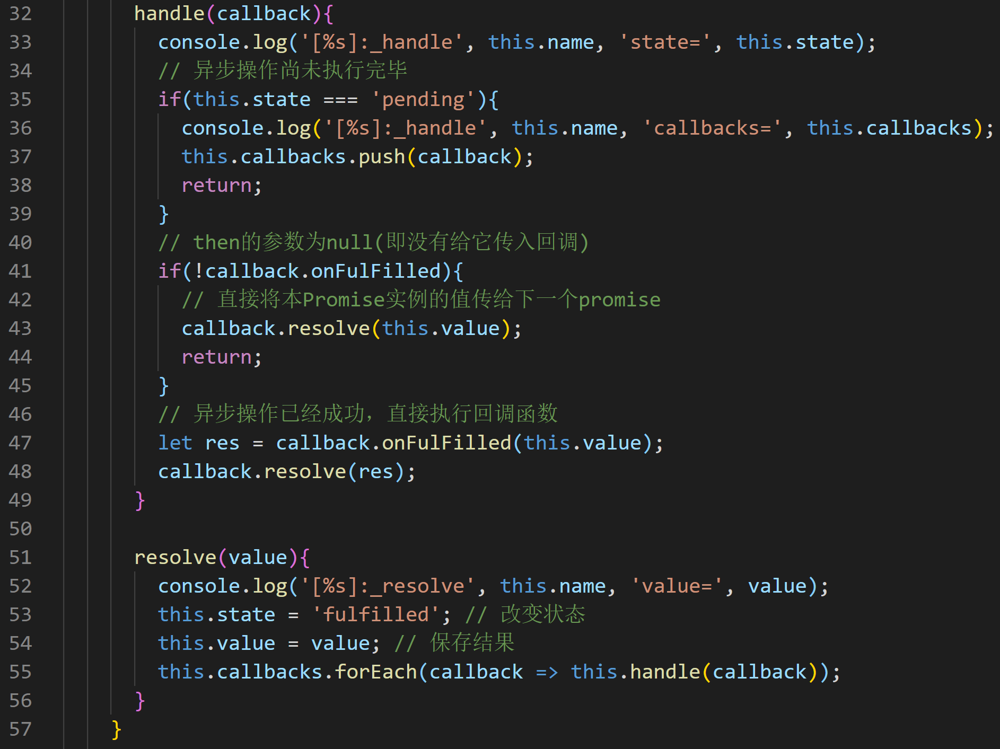 32 handle(callback){
33 console.log('[%s]:_handle', this.name, 'state=', this.state);
34 // 异步操作尚未执行完毕
35 if(this.state === 'pending'){
36 console.log('[%s]:_handle', this.name, 'callbacks=', this.callbacks);
37 this.callbacks.push(callback);
38 return;
39 }
40 // then的参数为null(即没有给它传入回调)
41 if(!callback.onFulFilled){
42 // 直接将本Promise实例的值传给下一个promise
43 callback.resolve(this.value);
44 return;
45 }
46 // 异步操作已经成功，直接执行回调函数
47 let res = callback.onFulFilled(this.value);
48 callback.resolve(res);
49 }
50
51 resolve(value){
52 console.log('[%s]:_resolve', this.name, 'value=', value);
53 this.state = 'fulfilled'; // 改变状态
54 this.value = value; // 保存结果
55 this.callbacks.forEach(callback => this.handle(callback));
56 }
57 }